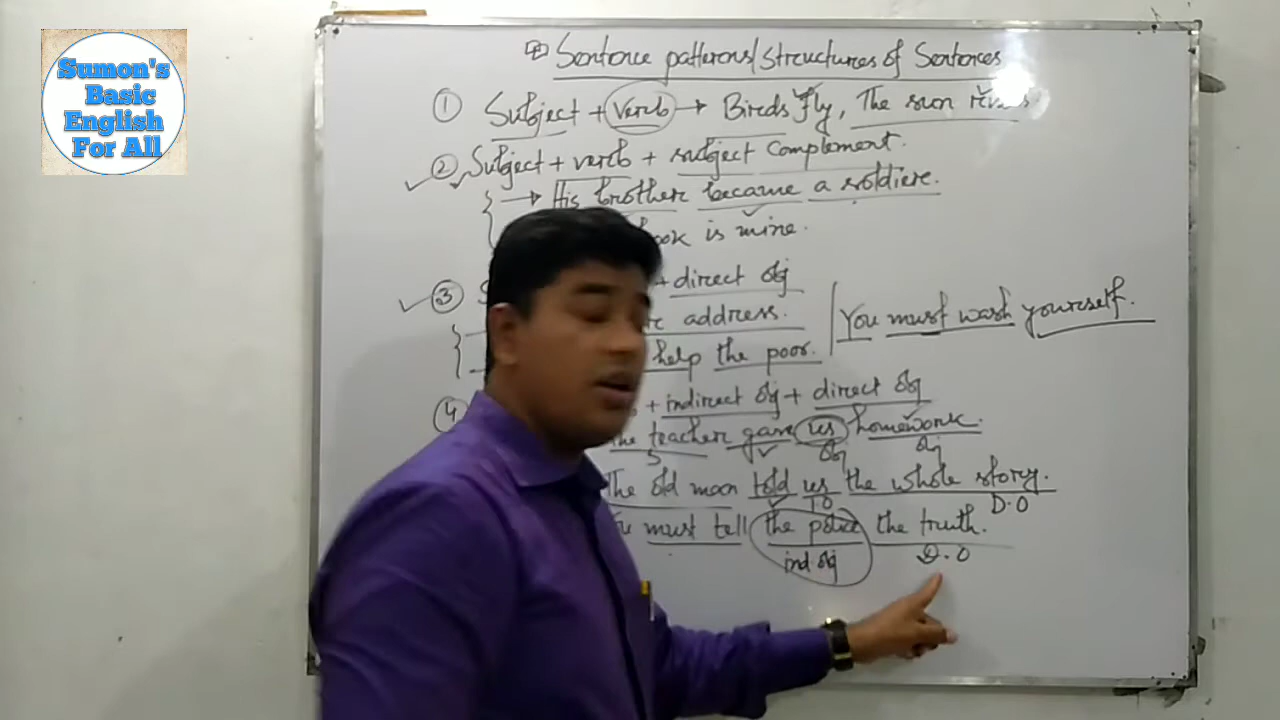 Sumon's
Basic
English
For All
Sentence patterns/structures of Sentences
① Subject + verb → Birds fly, The sun rises
② Subject + verb + subject complement.
→ His brother became a soldiere.
book is mine.
③ + direct obj
address.
help the poor.
You must wash yourself.
④ + indirect obj + direct obj
The teacher gave us homework.
S obj obj
The old man told us the whole story.
IO D.O
must tell the police the truth.
ind obj D.O